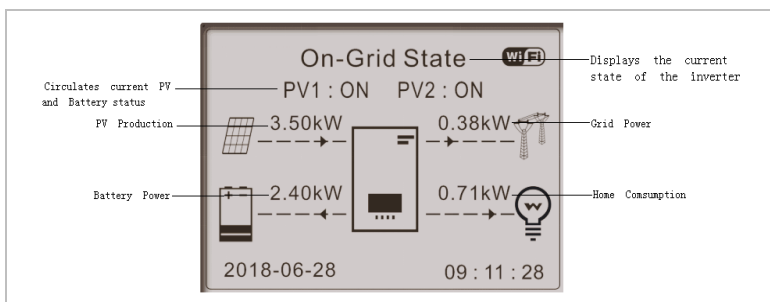 On-Grid State WiFi
Displays the current
state of the inverter
Circulates current PV
and Battery status
PV1 : ON PV2 : ON
PV Production 3.50kW 0.38kW Grid Power
Battery Power 2.40kW 0.71kW Home Comsumption
2018-06-28 09 : 11 : 28